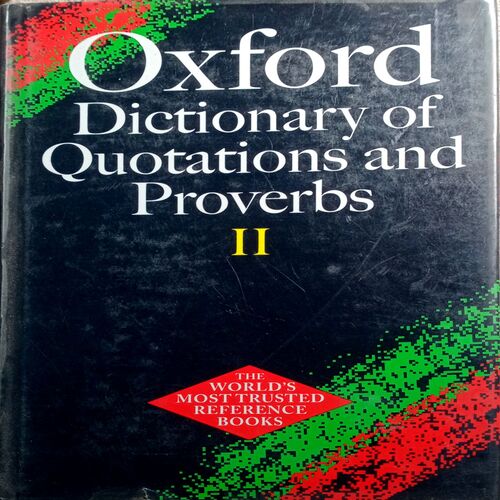 Oxford
Dictionary of
Quotations and
Proverbs
II
THE
WORLD'S
MOST TRUSTED
REFERENCE
BOOKS